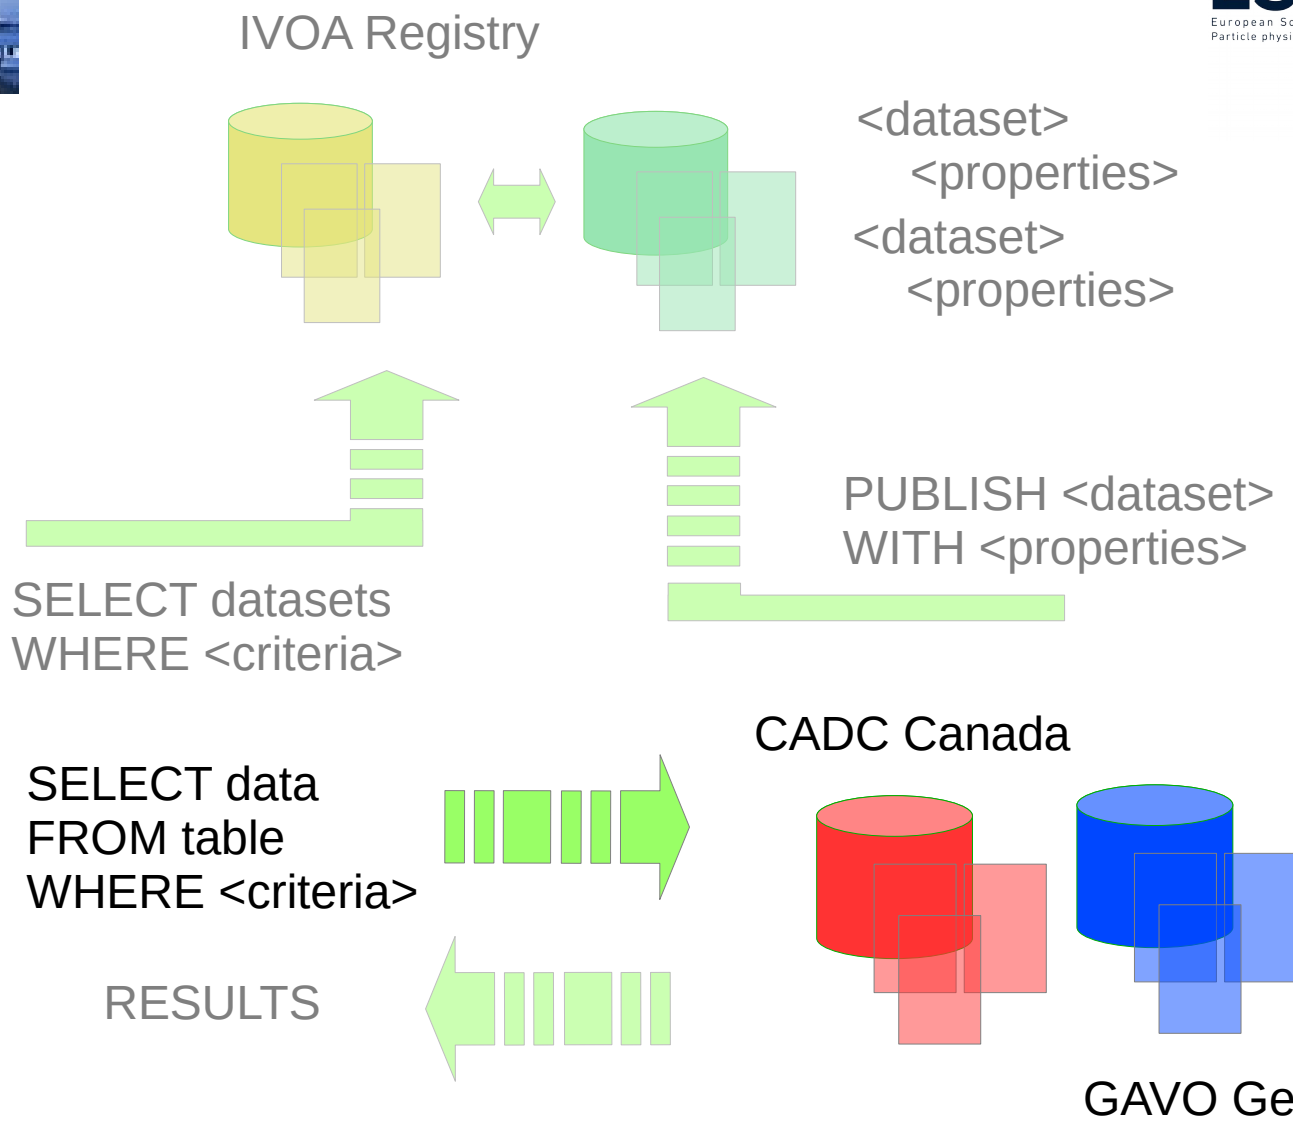 IVOA Registry
European Sc
Particle physi
<dataset>
<properties>
<dataset>
<properties>
PUBLISH <dataset>
WITH <properties>
SELECT datasets
WHERE <criteria>
CADC Canada
SELECT data
FROM table
WHERE <criteria>
RESULTS
GAVO Ge